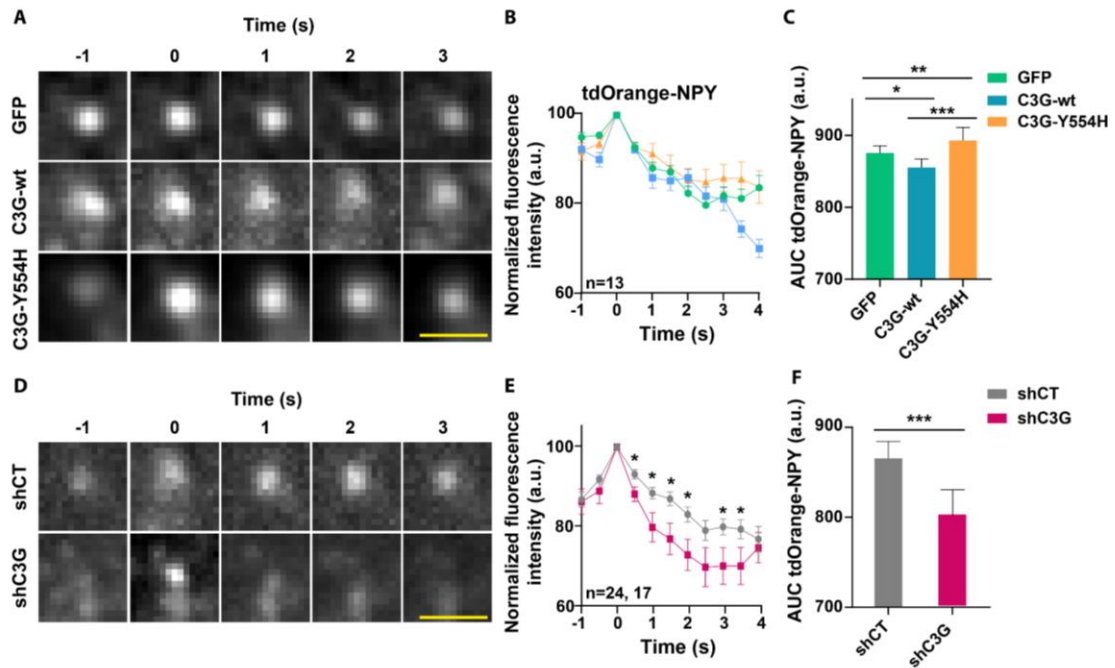 A
Time (s)
-1 0 1 2 3
GFP
C3G-wt
C3G-Y554H
B
tdOrange-NPY
Normalized fluorescence
intensity (a.u.)
100
80
60
n=13
-1 0 1 2 3 4
Time (s)
C
AUC tdOrange-NPY (a.u.)
900
800
700
**
*
***
GFP
C3G-wt
C3G-Y554H
GFP
C3G-wt
C3G-Y554H
D
Time (s)
-1 0 1 2 3
shCT
shC3G
E
Normalized fluorescence
intensity (a.u.)
100
80
60
* * * * * *
n=24, 17
-1 0 1 2 3 4
Time (s)
F
AUC tdOrange-NPY (a.u.)
900
800
700
***
shCT
shC3G
shCT
shC3G